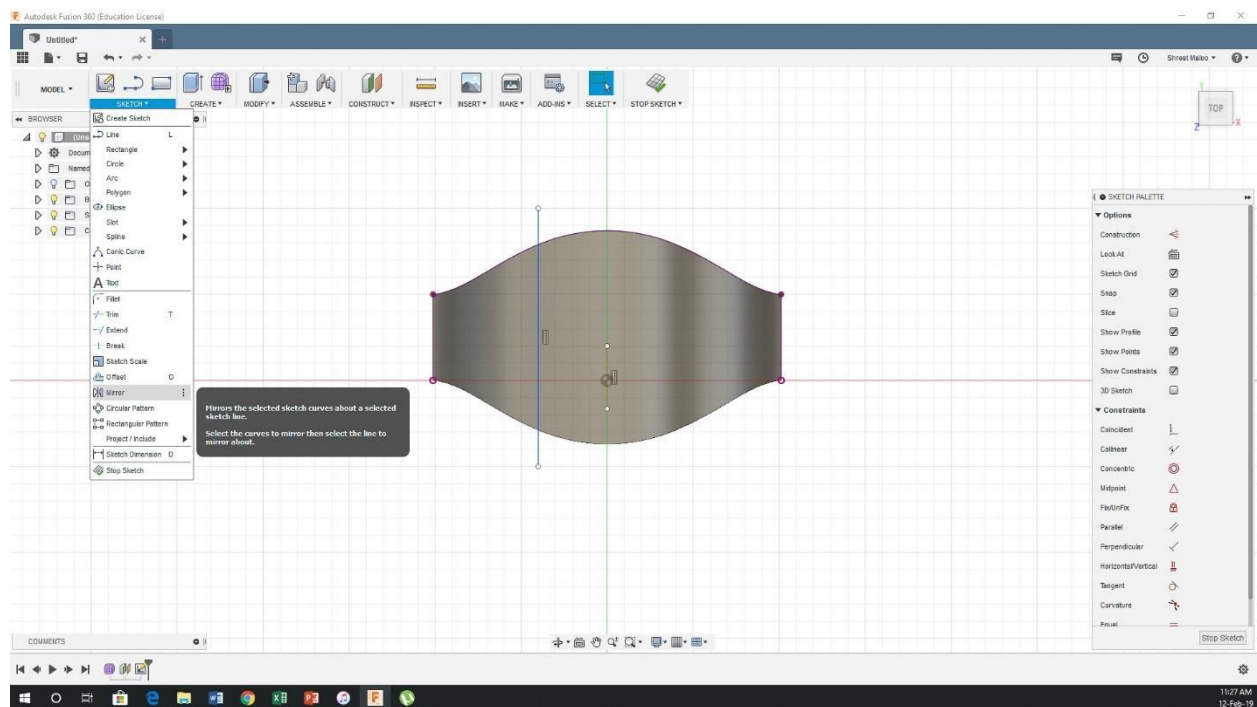 Autodesk Fusion 360 (Education License)
Untitled*
Shreet Maloo
MODEL
SKETCH
CREATE
MODIFY
ASSEMBLE
CONSTRUCT
INSPECT
INSERT
MAKE
ADD-INS
SELECT
STOP SKETCH
TOP
X
Y
Z
BROWSER
Docum
Named
Create Sketch
Line L
Rectangle
Circle
Arc
Polygon
Ellipse
Slot
Spline
Conic Curve
Point
Text
Fillet
Trim T
Extend
Break
Sketch Scale
Offset O
Mirror
Circular Pattern
Rectangular Pattern
Project / Include
Sketch Dimension D
Stop Sketch
Mirrors the selected sketch curves about a selected
sketch line.
Select the curves to mirror then select the line to
mirror about.
SKETCH PALETTE
Options
Construction
Look At
Sketch Grid
Snap
Slice
Show Profile
Show Points
Show Constraints
3D Sketch
Constraints
Coincident
Collinear
Concentric
Midpoint
Fix/UnFix
Parallel
Perpendicular
Horizontal/Vertical
Tangent
Curvature
Equal
Stop Sketch
COMMENTS
11:27 AM
12-Feb-19